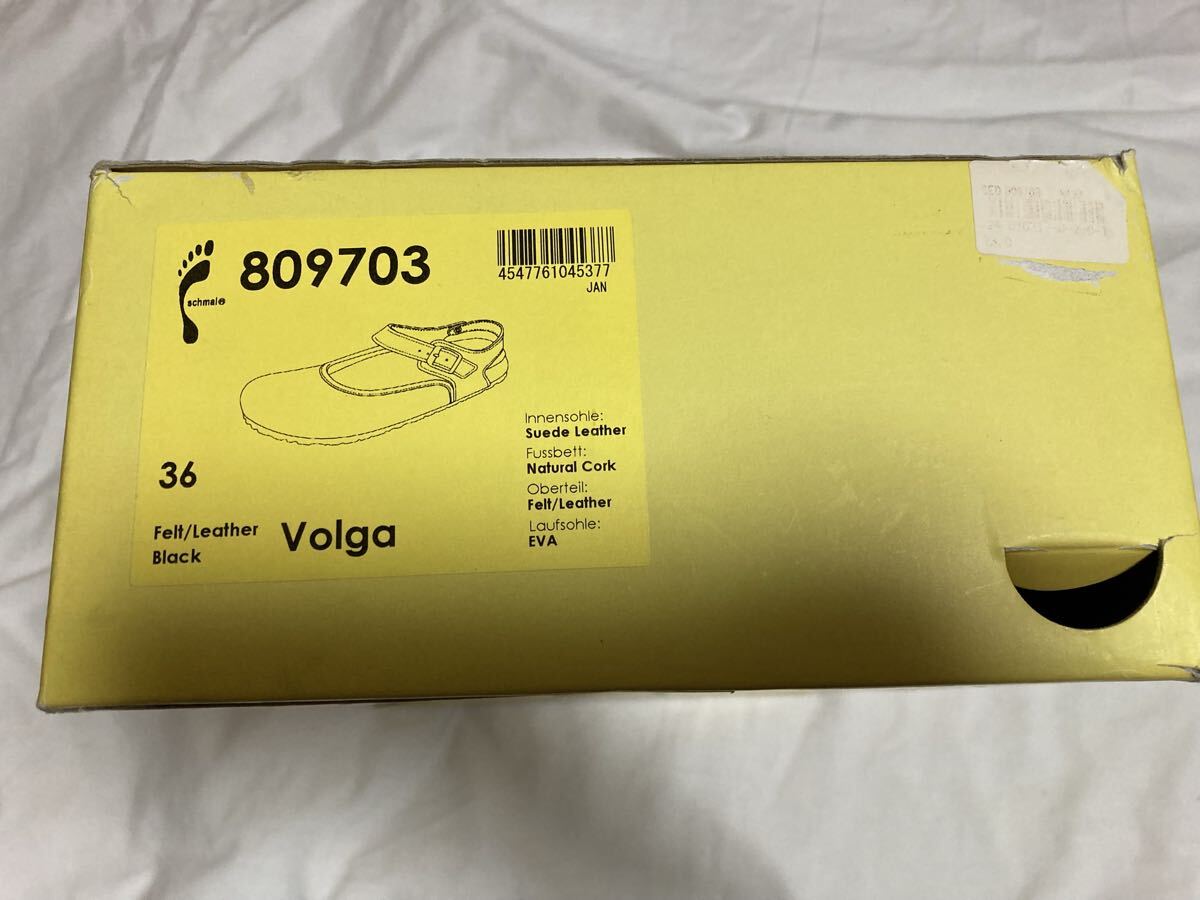 809703
schmal
4547761045377
JAN
Innensohle:
Suede Leather
Fussbett:
Natural Cork
Oberteil:
Felt/Leather
Laufsohle:
EVA
36
Felt/Leather
Black
Volga